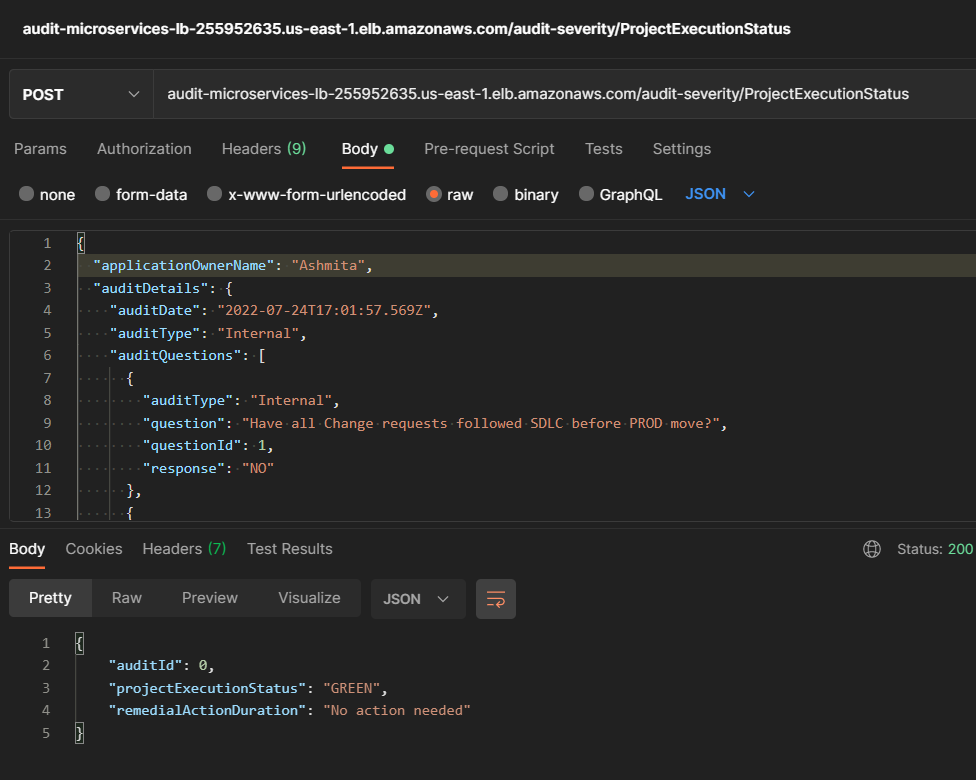 audit-microservices-lb-255952635.us-east-1.elb.amazonaws.com/audit-severity/ProjectExecutionStatus
POST audit-microservices-lb-255952635.us-east-1.elb.amazonaws.com/audit-severity/ProjectExecutionStatus
Params Authorization Headers (9) Body Pre-request Script Tests Settings
none form-data x-www-form-urlencoded raw binary GraphQL JSON
1 {
2 "applicationOwnerName": "Ashmita",
3 "auditDetails": {
4 "auditDate": "2022-07-24T17:01:57.569Z",
5 "auditType": "Internal",
6 "auditQuestions": [
7 {
8 "auditType": "Internal",
9 "question": "Have all Change requests followed SDLC before PROD move?",
10 "questionId": 1,
11 "response": "NO"
12 },
13 {
Body Cookies Headers (7) Test Results Status: 200
Pretty Raw Preview Visualize JSON
1 {
2 "auditId": 0,
3 "projectExecutionStatus": "GREEN",
4 "remedialActionDuration": "No action needed"
5 }